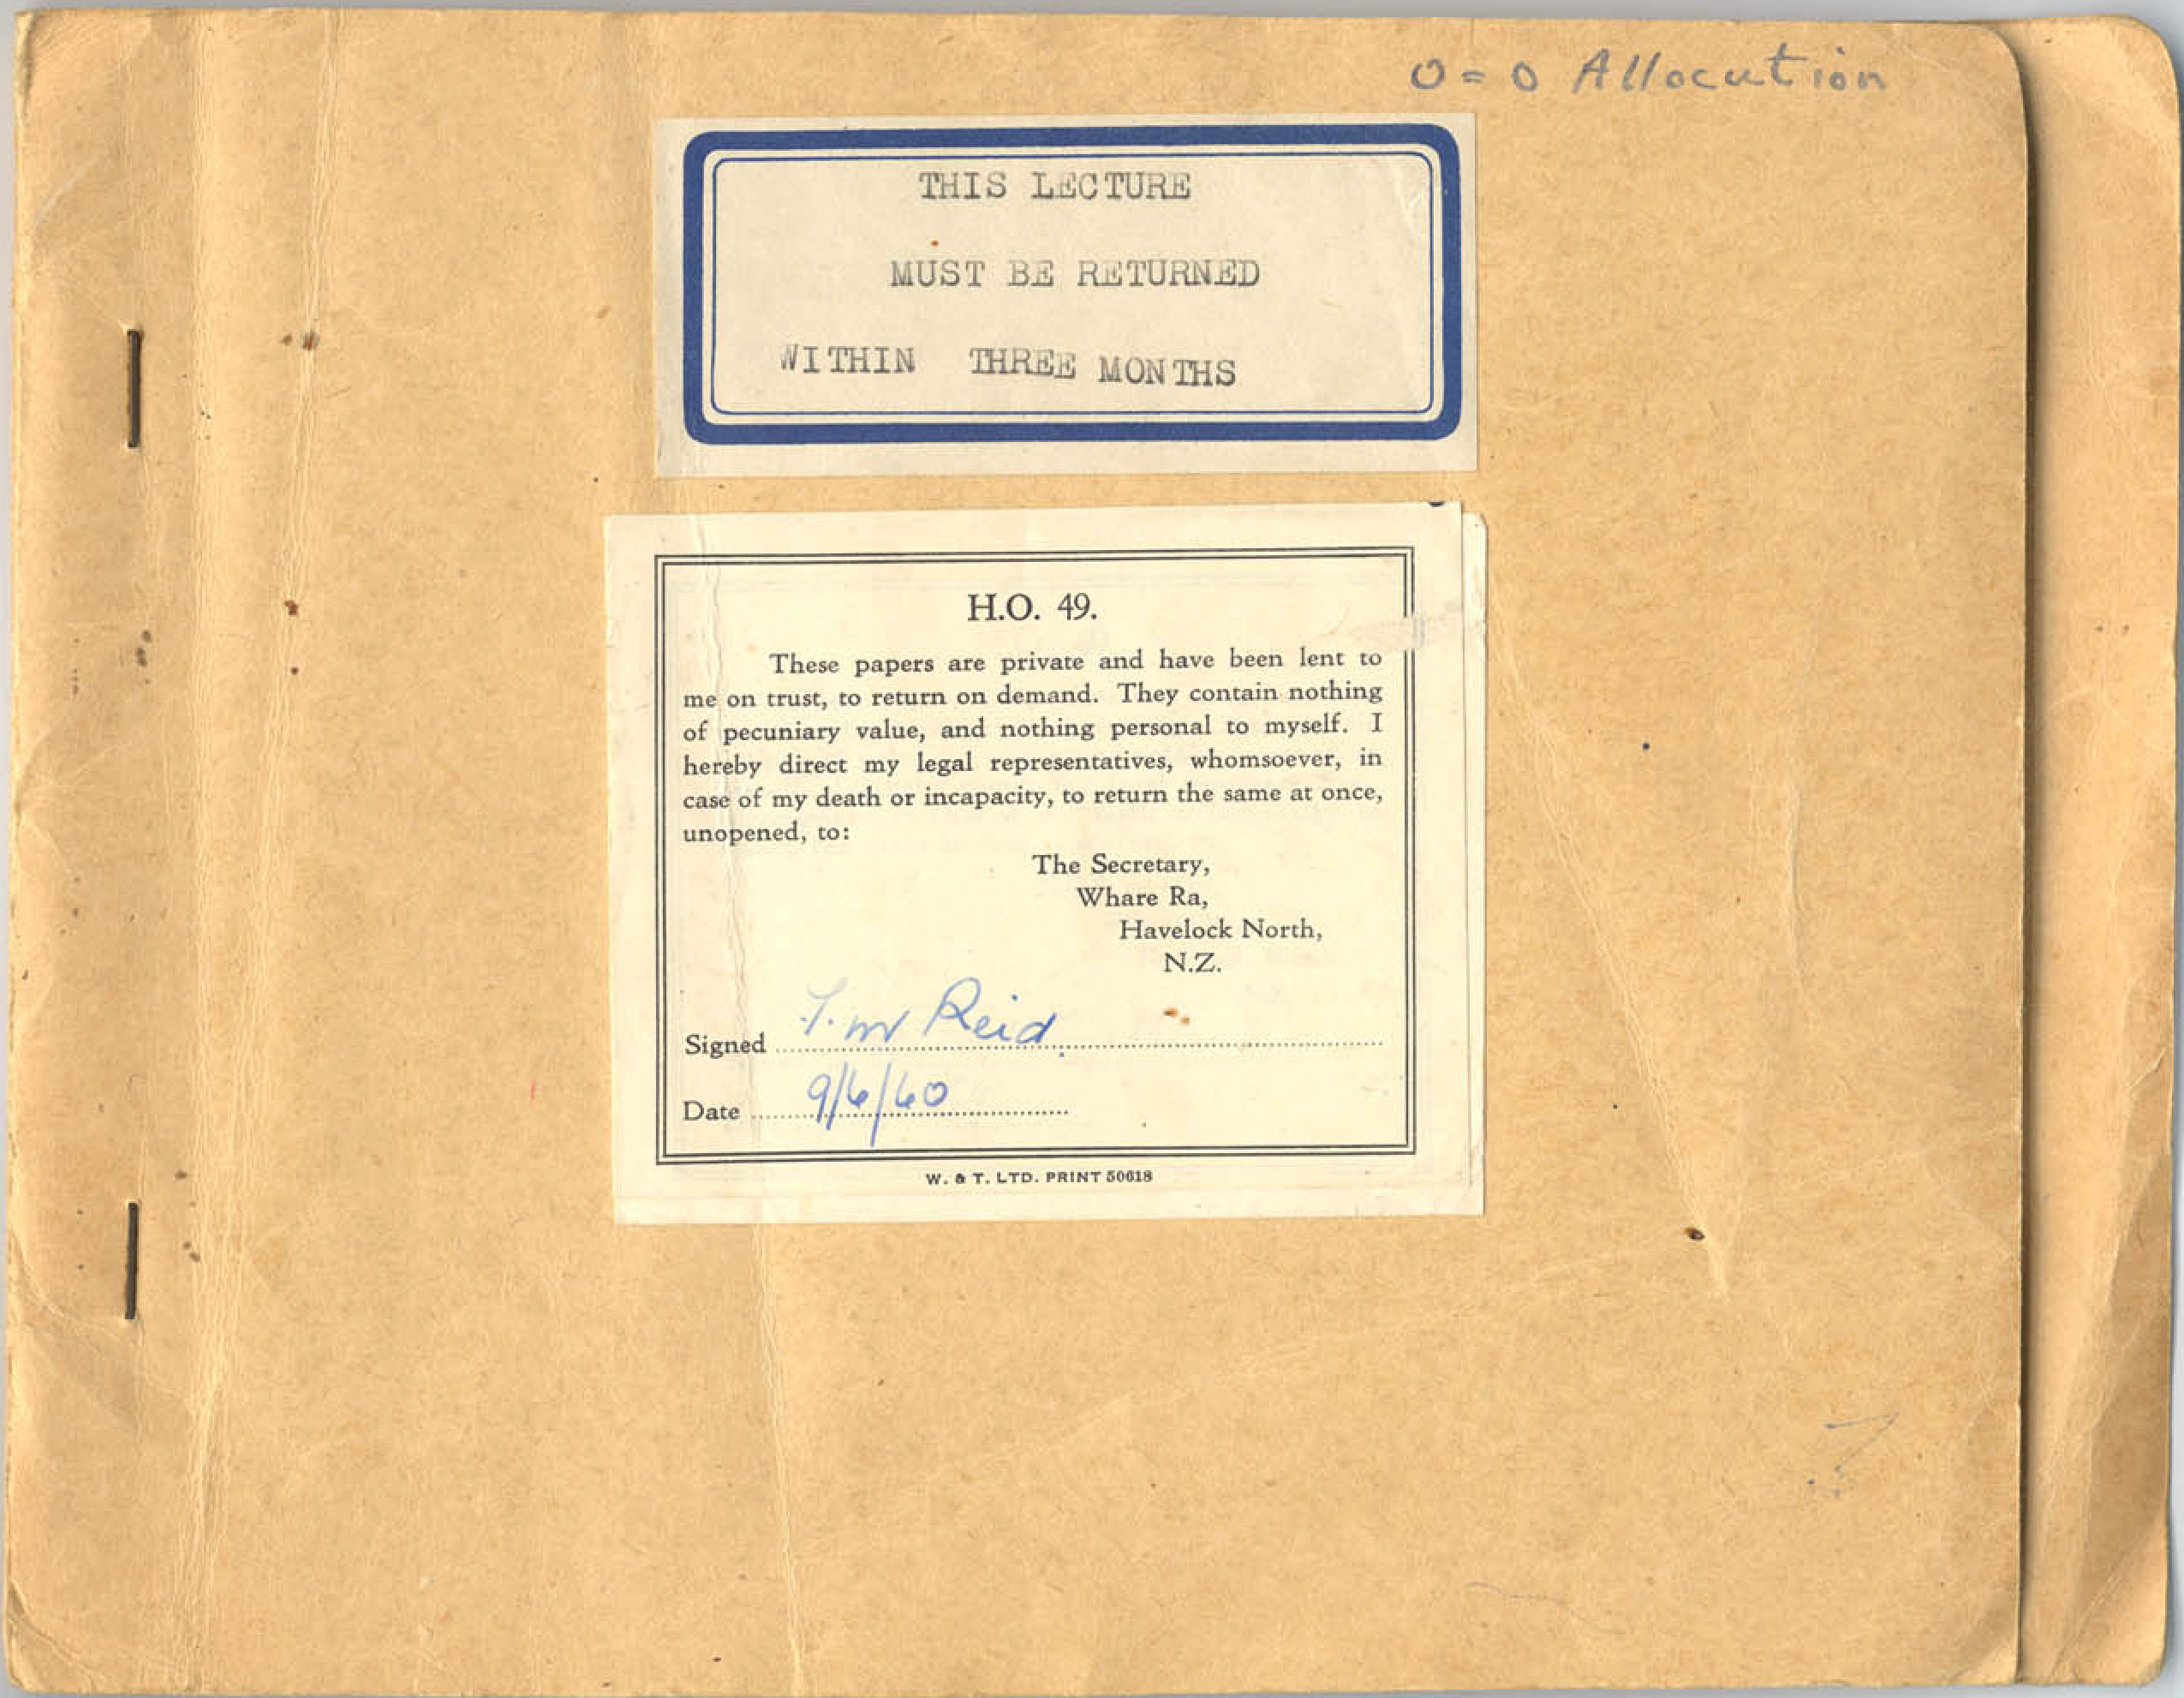 0=0 Allocution
THIS LECTURE
MUST BE RETURNED
WITHIN THREE MONTHS
H.O. 49.
These papers are private and have been lent to
me on trust, to return on demand. They contain nothing
of pecuniary value, and nothing personal to myself. I
hereby direct my legal representatives, whomsoever, in
case of my death or incapacity, to return the same at once,
unopened, to:
The Secretary,
Whare Ra,
Havelock North,
N.Z.
Signed Reid.
Date 9/6/60
W. & T. LTD. PRINT 50618